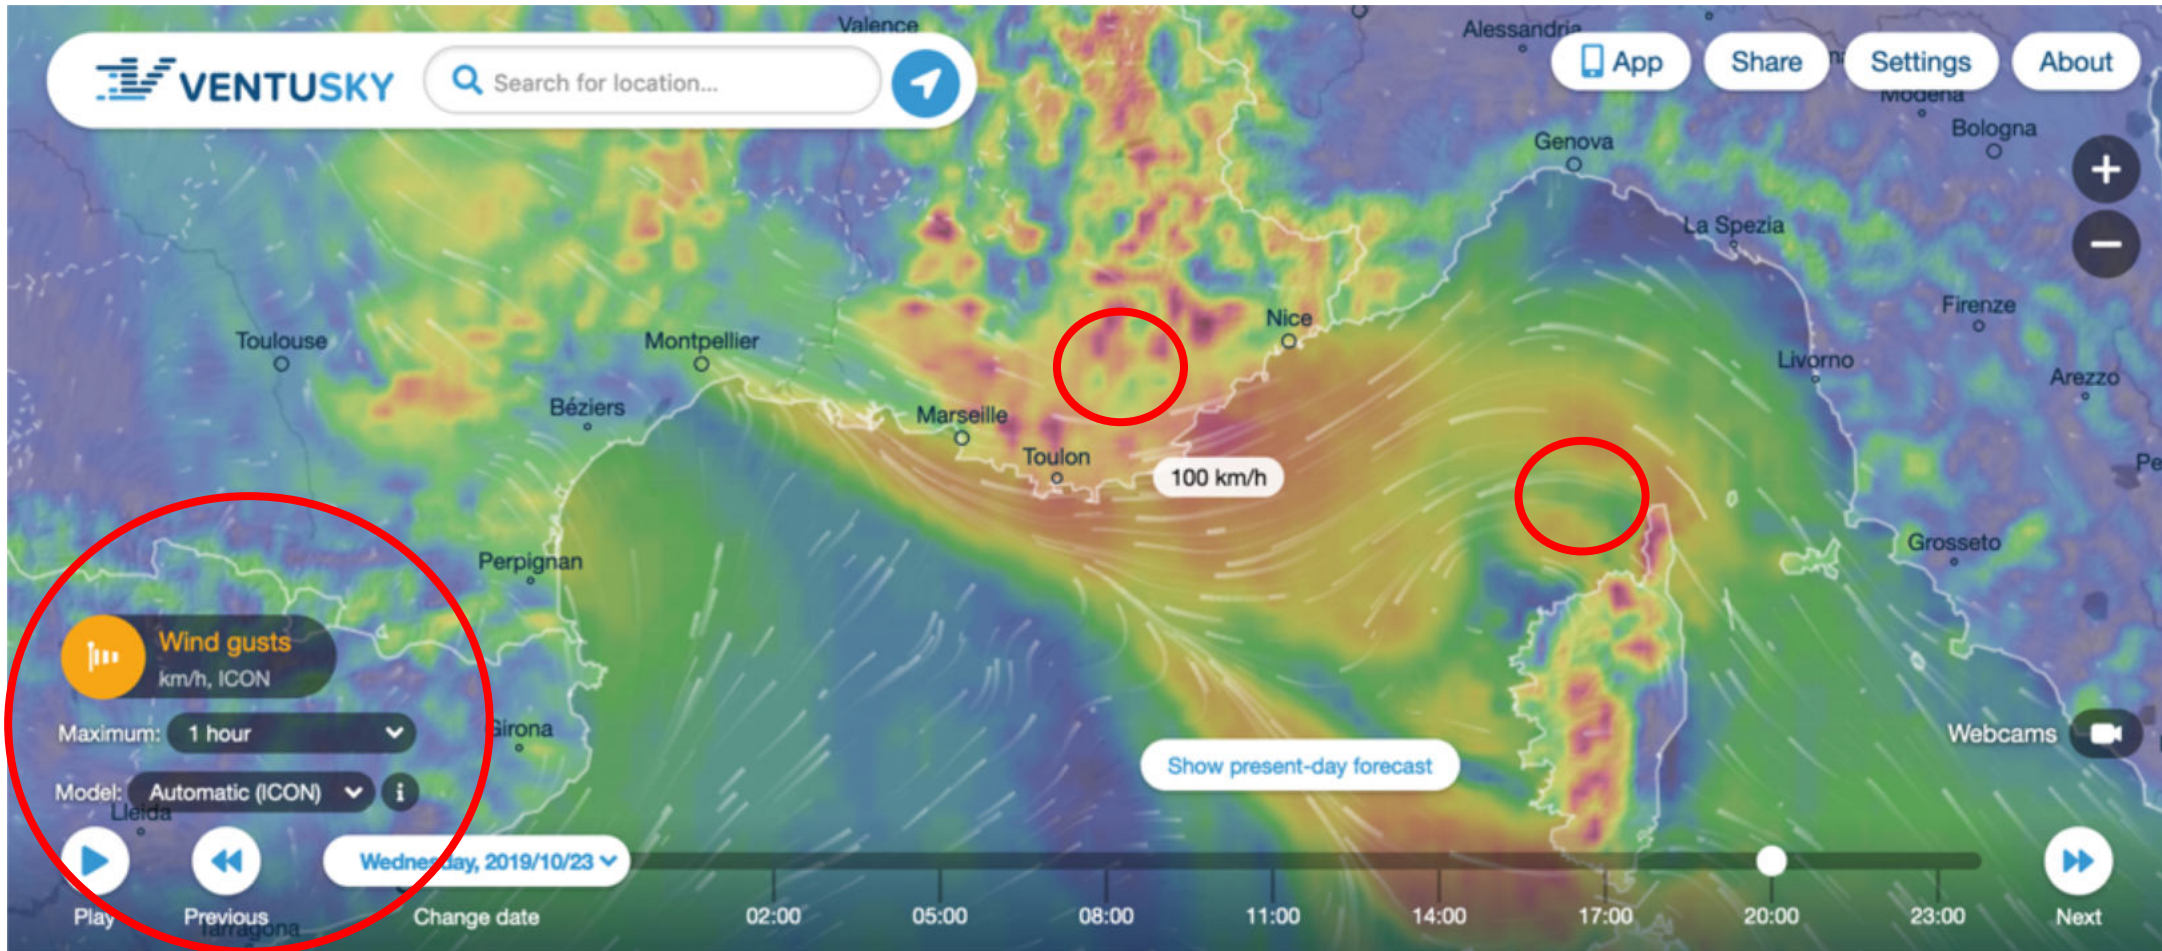 Valence
Alessandria
VENTUSKY
Search for location...
App
Share
Settings
About
Modena
Bologna
Genova
La Spezia
Firenze
Nice
Toulouse
Montpellier
Livorno
Arezzo
Béziers
Marseille
Toulon
100 km/h
Pe
Grosseto
Perpignan
Wind gusts
km/h, ICON
Maximum: 1 hour
Girona
Webcams
Show present-day forecast
Model: Automatic (ICON) i
Lleida
Wednesday, 2019/10/23
Play
Previous
Change date
02:00
05:00
08:00
11:00
14:00
17:00
20:00
23:00
Next
Tarragona